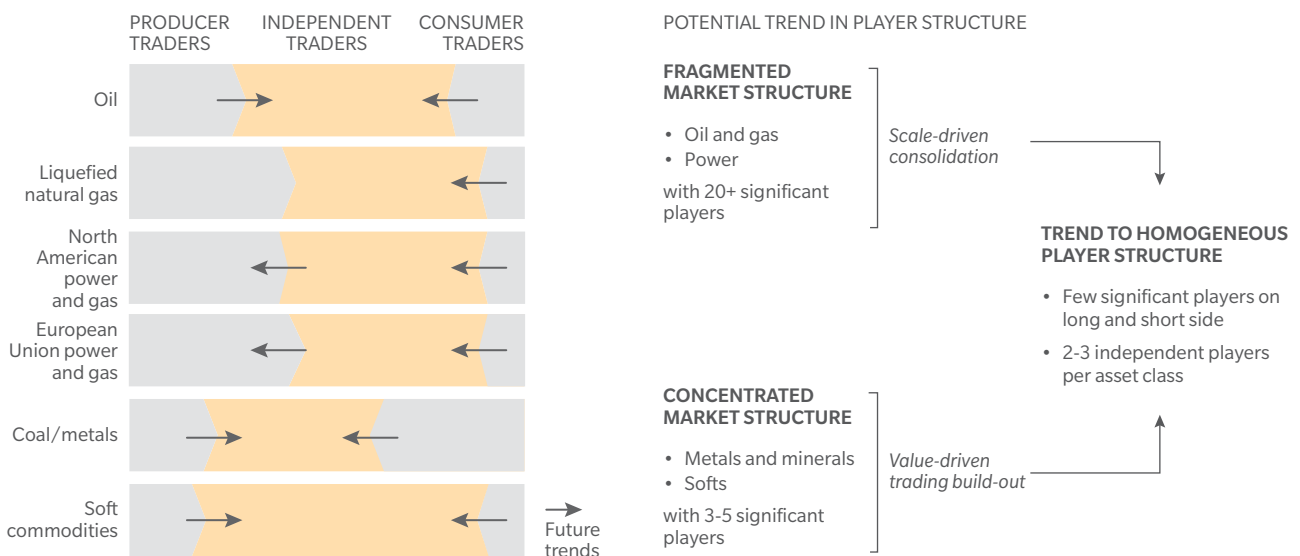 PRODUCER
TRADERS
INDEPENDENT
TRADERS
CONSUMER
TRADERS
Oil
Liquefied
natural gas
North
American
power
and gas
European
Union power
and gas
Coal/metals
Soft
commodities
Future
trends
POTENTIAL TREND IN PLAYER STRUCTURE
FRAGMENTED
MARKET STRUCTURE
• Oil and gas
• Power
with 20+ significant
players
Scale-driven
consolidation
CONCENTRATED
MARKET STRUCTURE
• Metals and minerals
• Softs
with 3-5 significant
players
Value-driven
trading build-out
TREND TO HOMOGENEOUS
PLAYER STRUCTURE
• Few significant players on
long and short side
• 2-3 independent players
per asset class